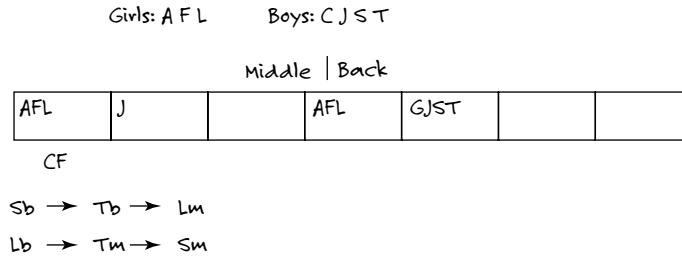 Girls: A F L Boys: C J S T
Middle | Back
AFL J AFL GJST
CF
Sb → Tb → Lm
Lb → Tm → Sm